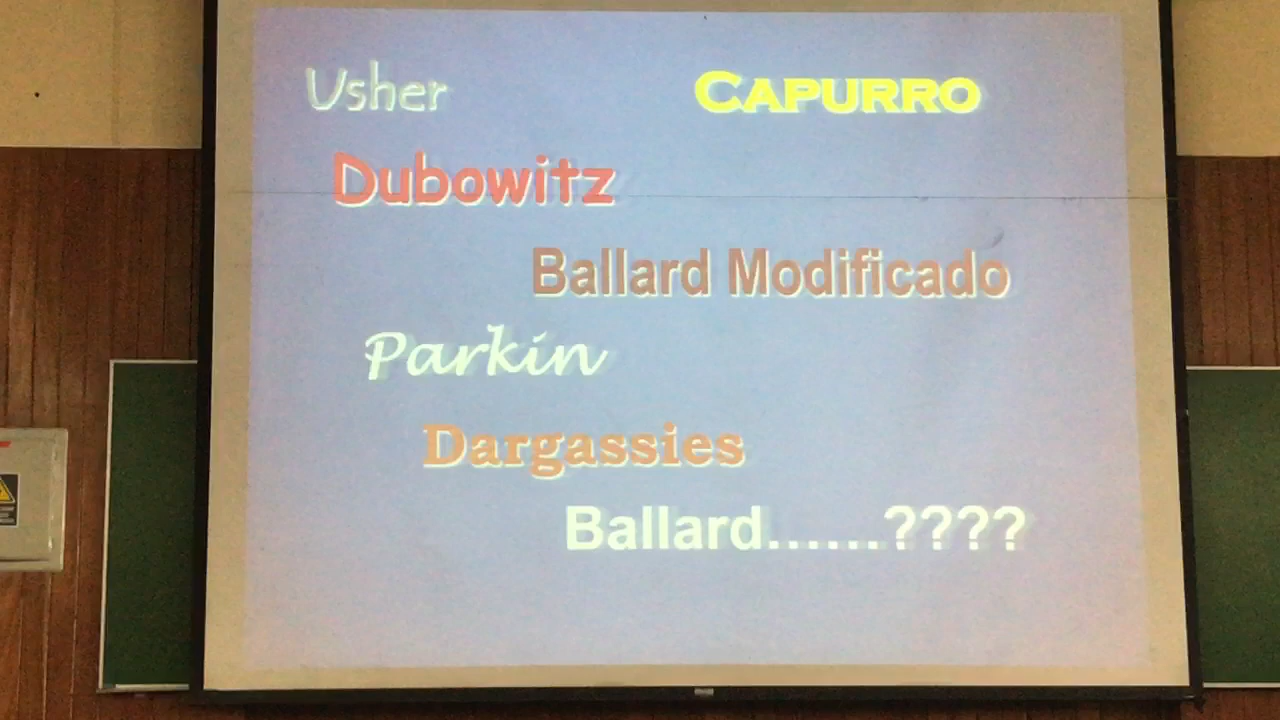 Usher CAPURRO
Dubowitz
Ballard Modificado
Parkin
Dargassies
Ballard......????